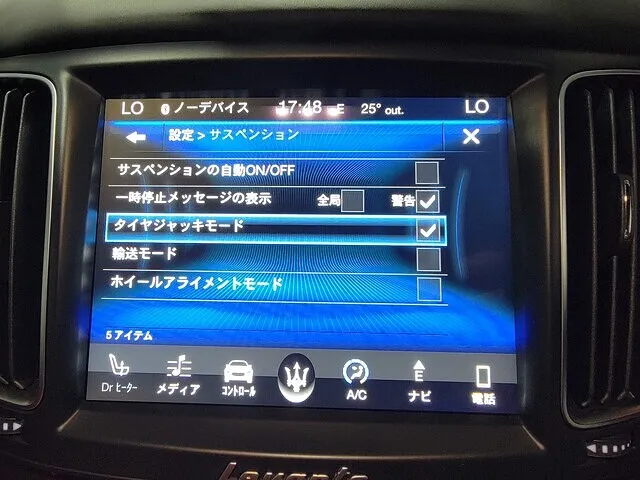 LO ノーデバイス 17:48 E 25° out. LO
設定 > サスペンション
サスペンションの自動ON/OFF
一時停止メッセージの表示 全局 警告
タイヤジャッキモード
輸送モード
ホイールアライメントモード
5 アイテム
E
Dr ヒーター メディア コントロール A/C ナビ 電話
Levante